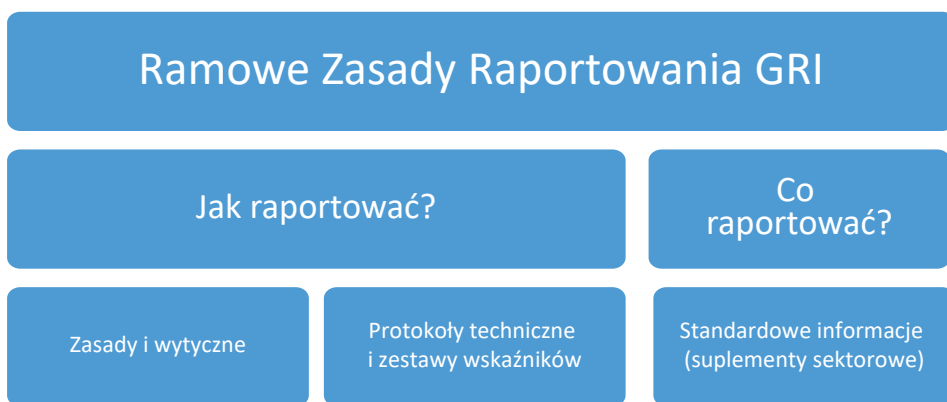 Ramowe Zasady Raportowania GRI
Jak raportować?
Co
raportować?
Zasady i wytyczne
Protokoły techniczne
i zestawy wskaźników
Standardowe informacje
(suplementy sektorowe)